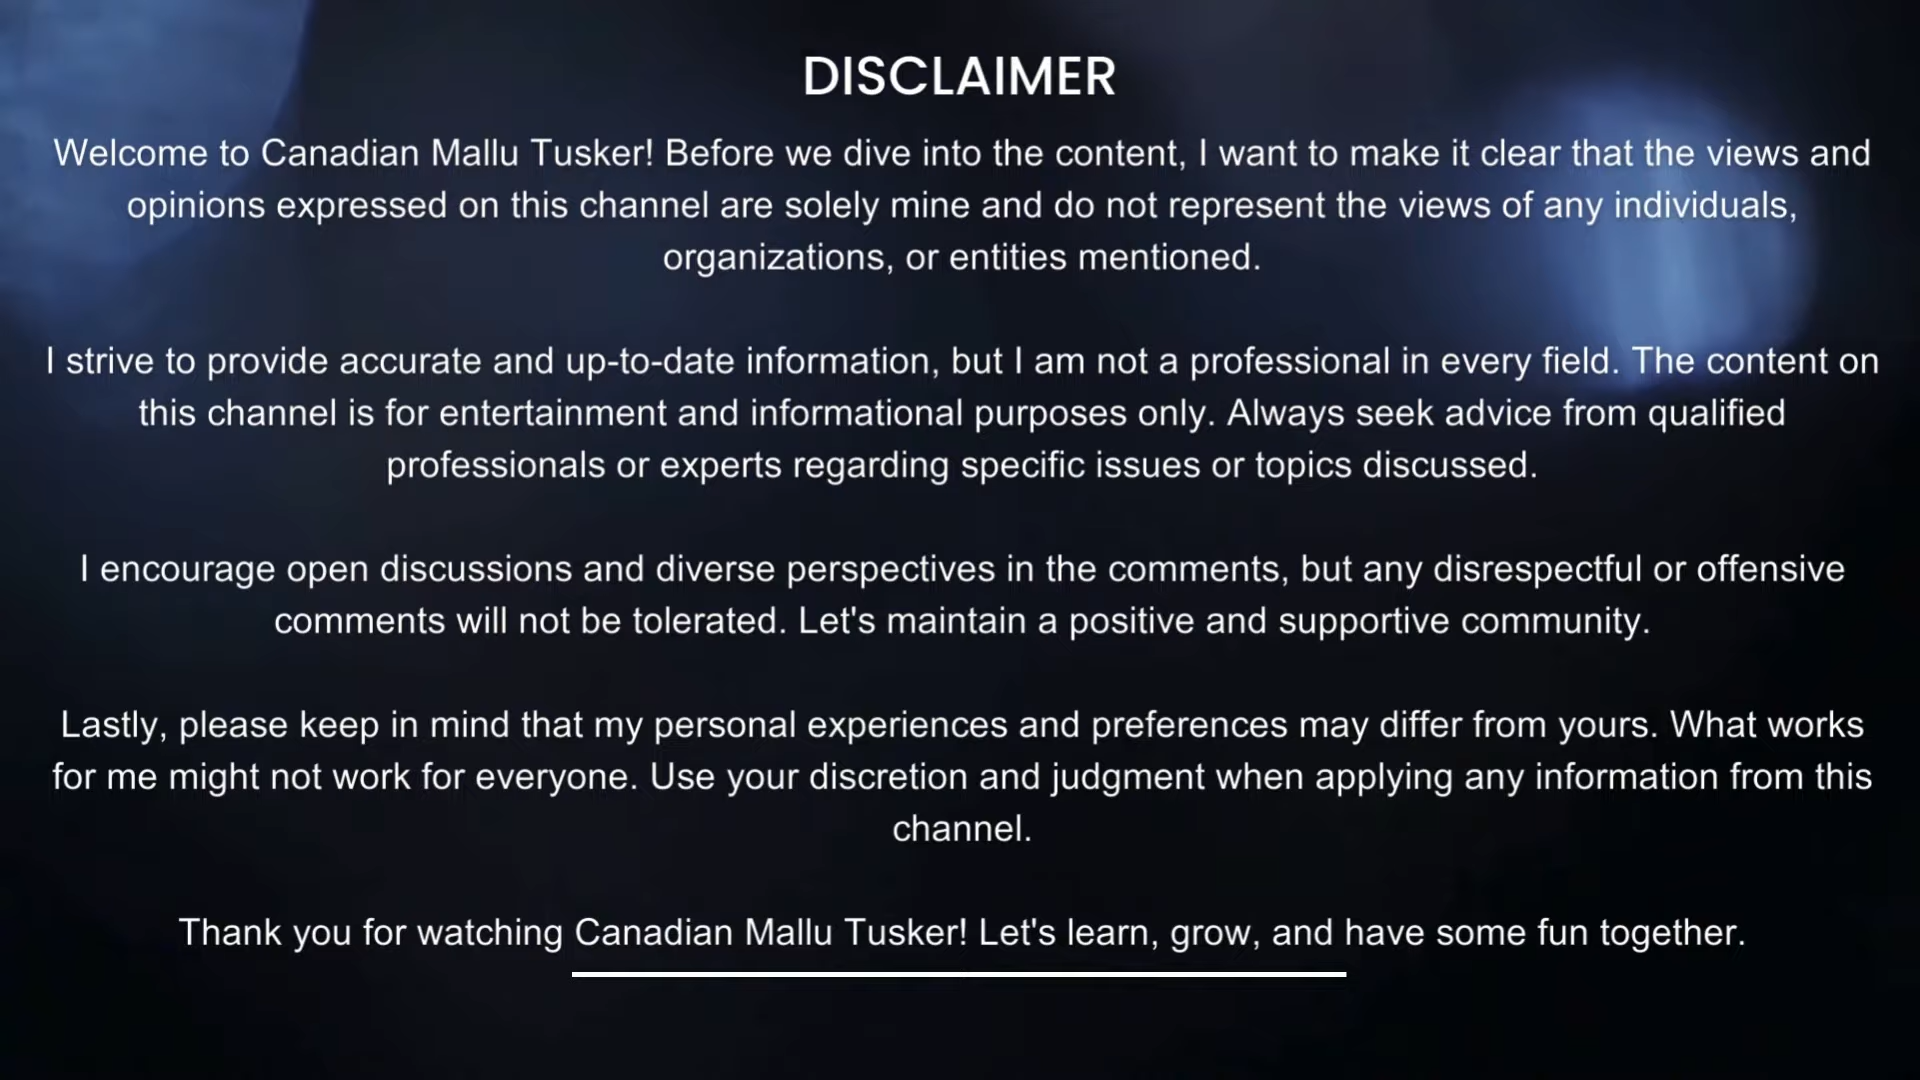 DISCLAIMER
Welcome to Canadian Mallu Tusker! Before we dive into the content, I want to make it clear that the views and
opinions expressed on this channel are solely mine and do not represent the views of any individuals,
organizations, or entities mentioned.
I strive to provide accurate and up-to-date information, but I am not a professional in every field. The content on
this channel is for entertainment and informational purposes only. Always seek advice from qualified
professionals or experts regarding specific issues or topics discussed.
I encourage open discussions and diverse perspectives in the comments, but any disrespectful or offensive
comments will not be tolerated. Let's maintain a positive and supportive community.
Lastly, please keep in mind that my personal experiences and preferences may differ from yours. What works
for me might not work for everyone. Use your discretion and judgment when applying any information from this
channel.
Thank you for watching Canadian Mallu Tusker! Let's learn, grow, and have some fun together.